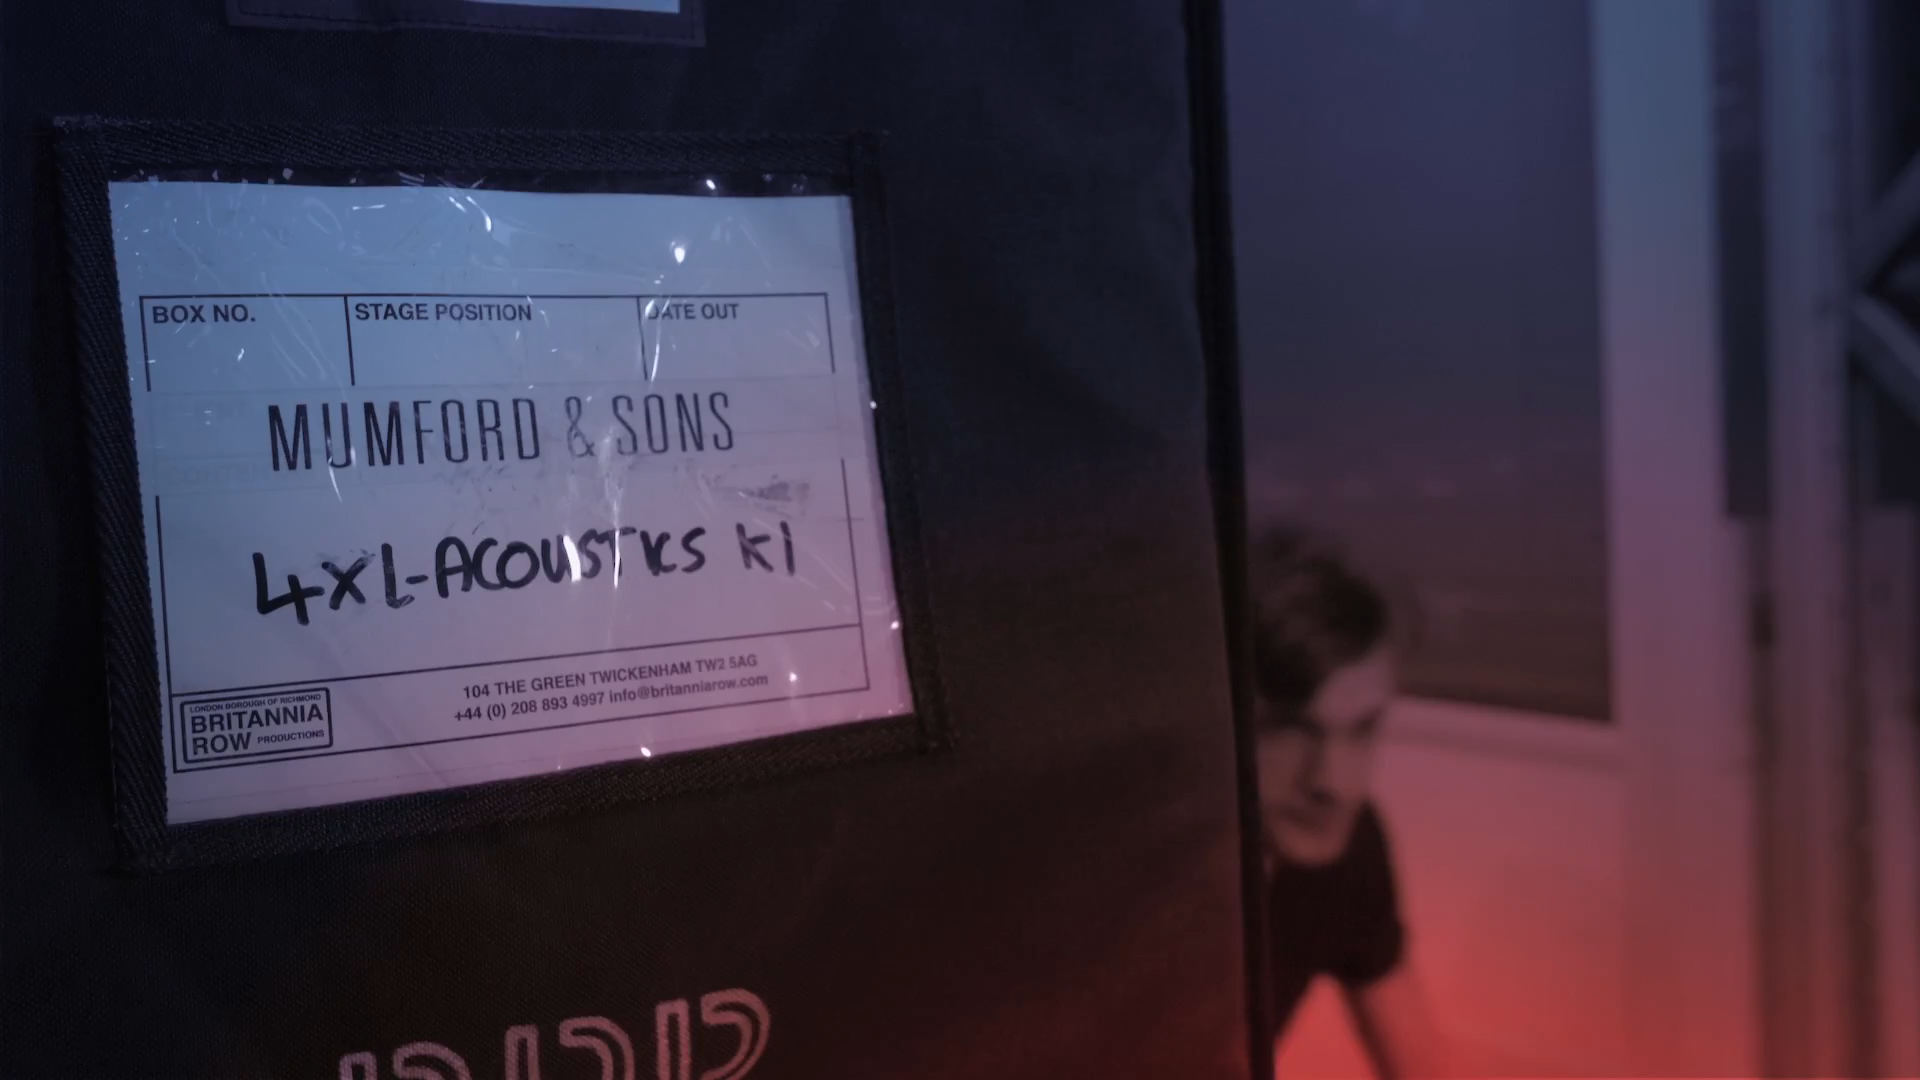 BOX NO. STAGE POSITION DATE OUT
MUMFORD & SONS
4XL-ACOUSTICS K1
104 THE GREEN TWICKENHAM TW2 5AG
+44 (0) 208 893 4997 info@britanniarow.com
LONDON BOROUGH OF RICHMOND
BRITANNIA
ROW PRODUCTIONS